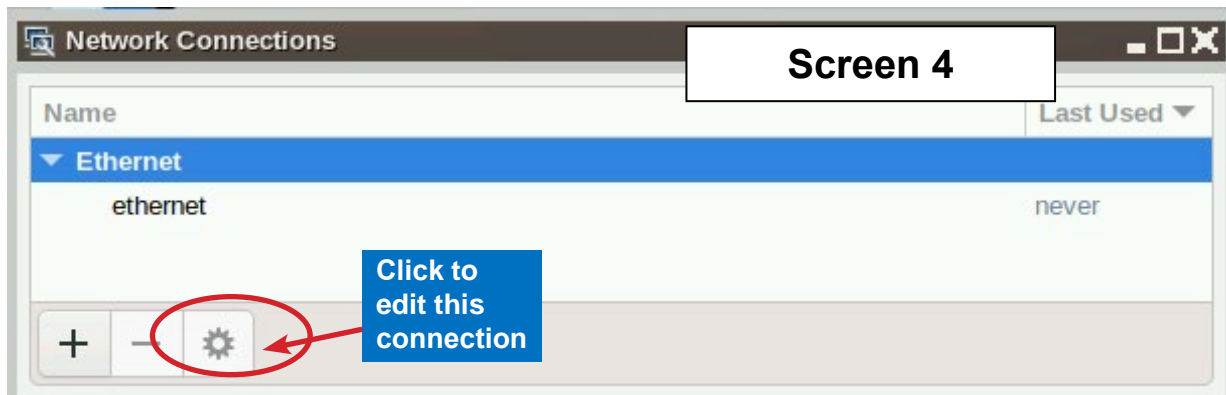 Network Connections
Screen 4
Name
Last Used
Ethernet
ethernet
never
Click to
edit this
connection